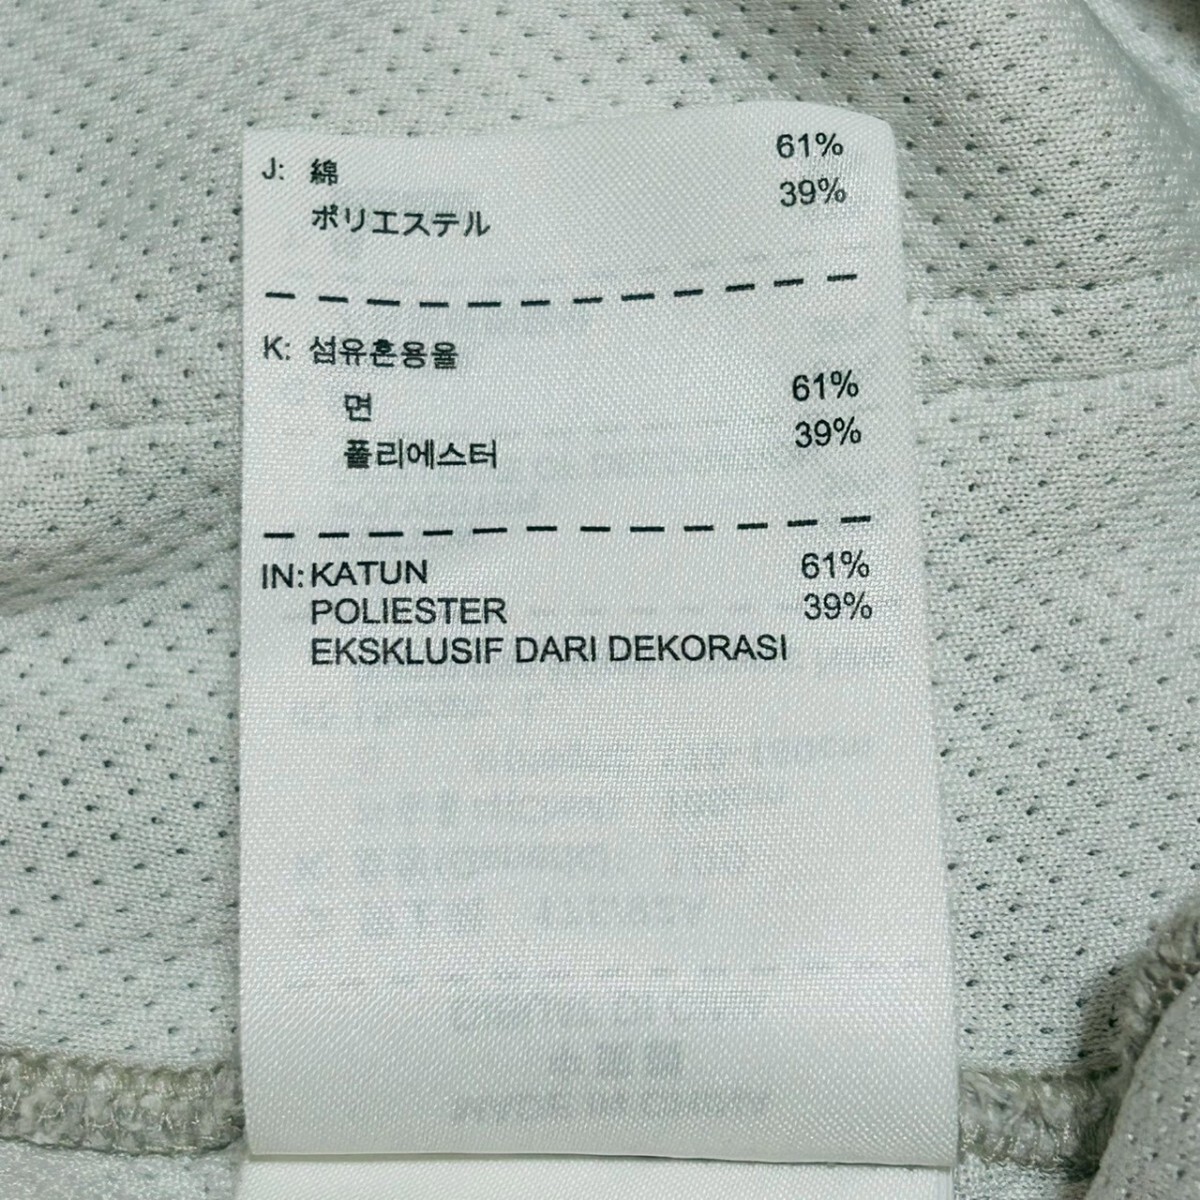 J: 綿 61%
ポリエステル 39%
K: 섬유혼용율
면 61%
폴리에스터 39%
IN: KATUN 61%
POLIESTER 39%
EKSKLUSIF DARI DEKORASI